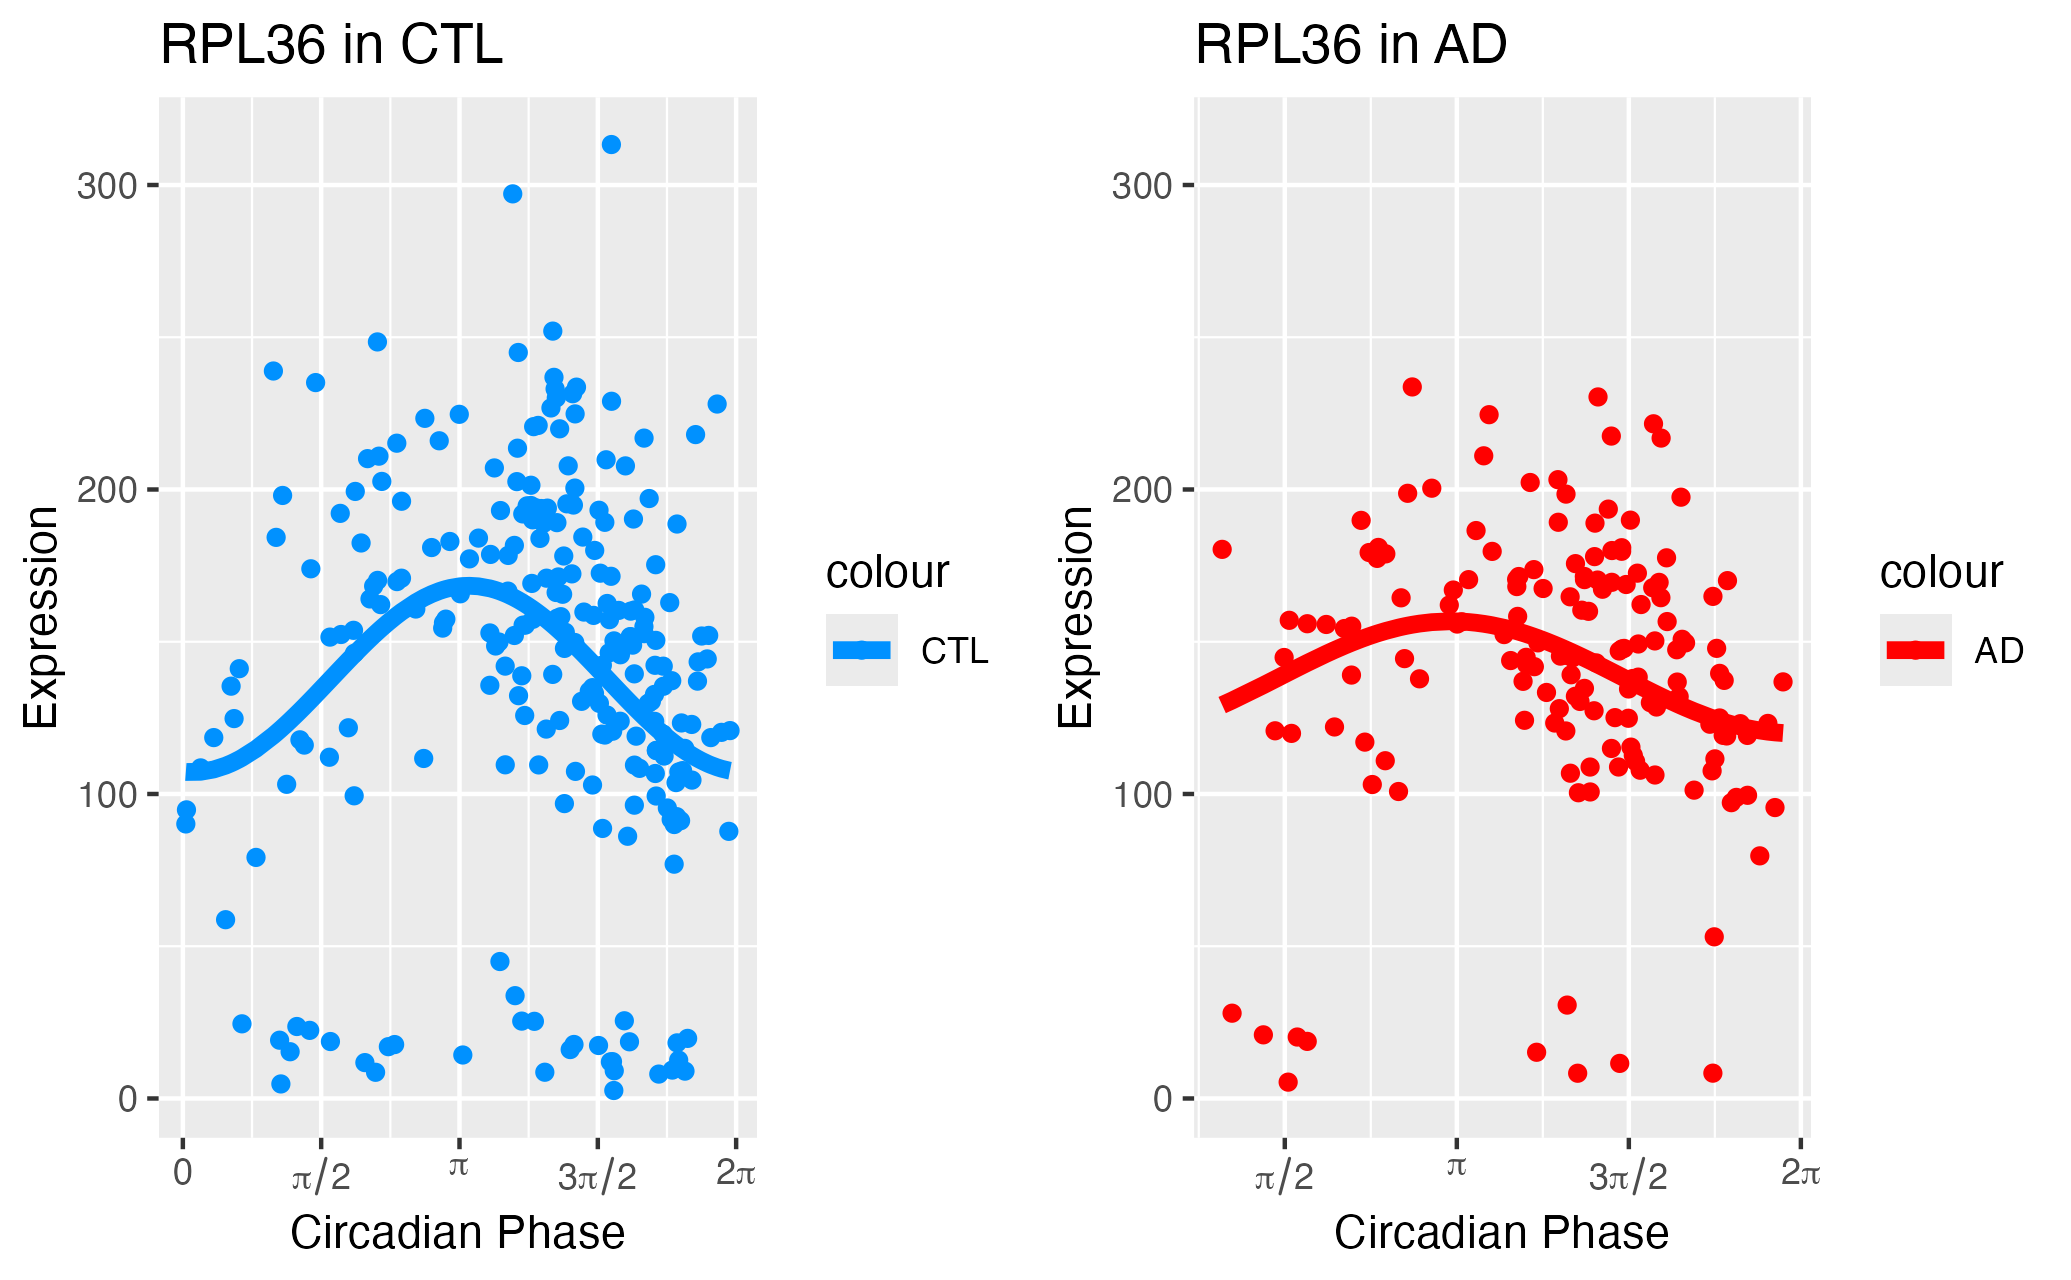 RPL36 in CTL
Expression
300
200
100
0
0 π/2 π 3π/2 2π
Circadian Phase
colour
CTL
RPL36 in AD
Expression
300
200
100
0
π/2 π 3π/2 2π
Circadian Phase
colour
AD